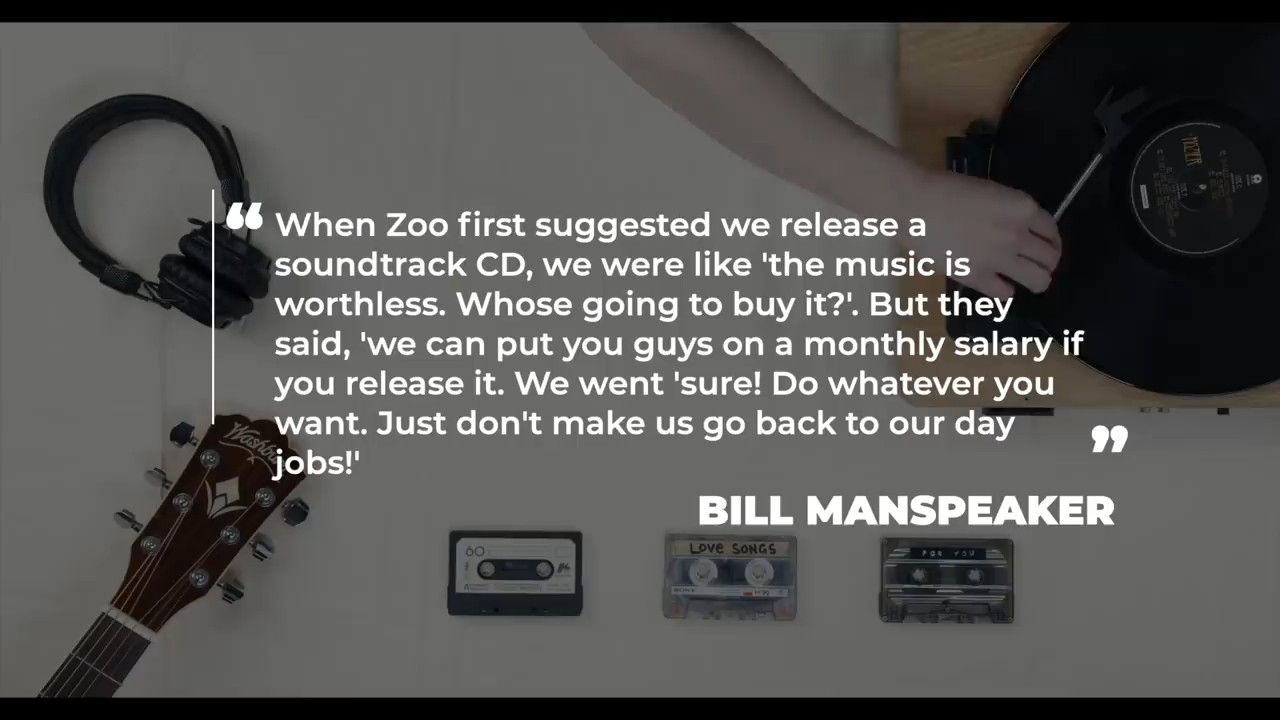 “ When Zoo first suggested we release a
soundtrack CD, we were like 'the music is
worthless. Whose going to buy it?'. But they
said, 'we can put you guys on a monthly salary if
you release it. We went 'sure! Do whatever you
want. Just don't make us go back to our day
jobs!' ”
BILL MANSPEAKER
HOZIER
60
LOVE SONGS
SONY
FOR YOU